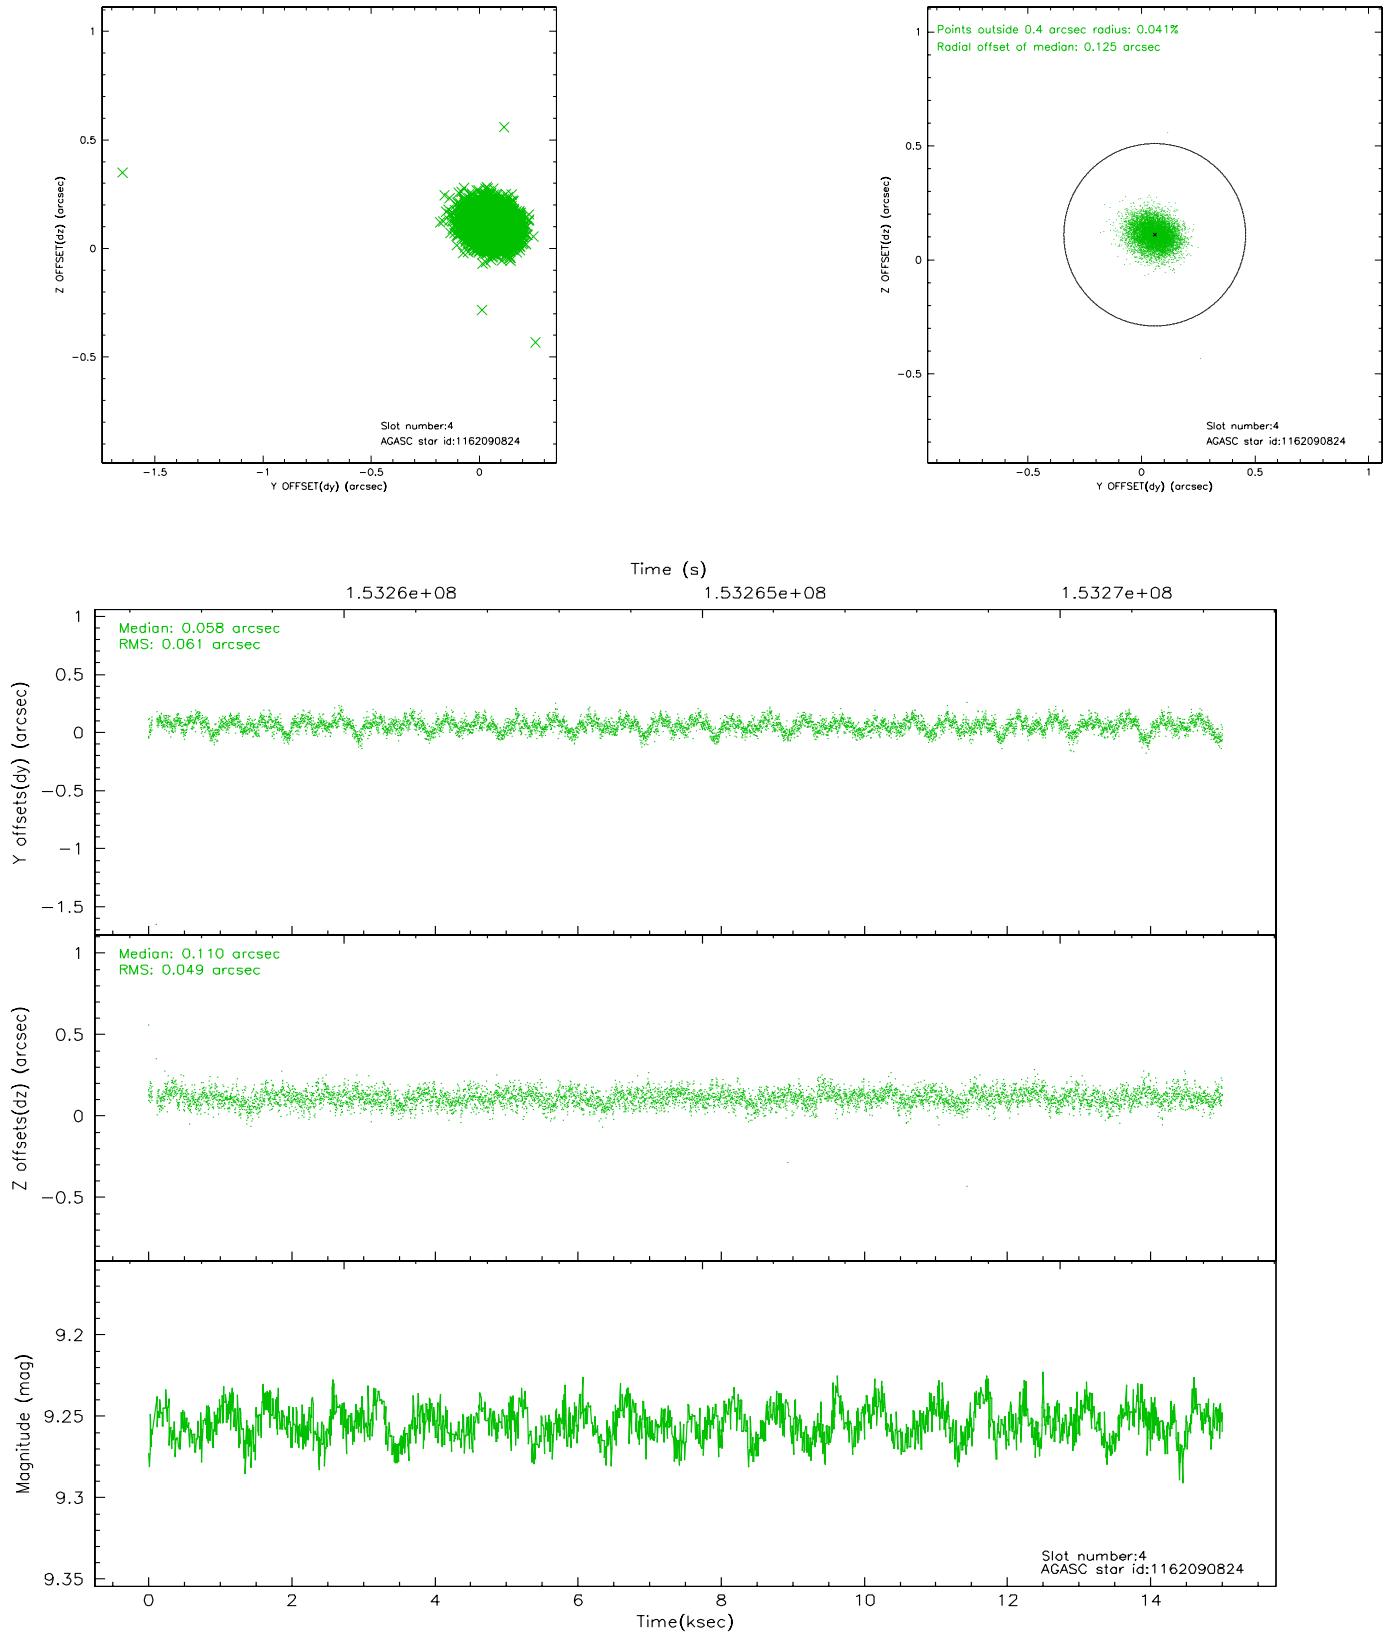 1
0.5
0
−0.5
Z OFFSET(dz) (arcsec)
−1.5
−1
−0.5
0
Y OFFSET(dy) (arcsec)
Slot number:4
AGASC star id:1162090824
Points outside 0.4 arcsec radius: 0.041%
Radial offset of median: 0.125 arcsec
1
0.5
0
−0.5
Z OFFSET(dz) (arcsec)
−0.5
0
0.5
1
Y OFFSET(dy) (arcsec)
Slot number:4
AGASC star id:1162090824
Time (s)
1.5326e+08
1.53265e+08
1.5327e+08
Median: 0.058 arcsec
RMS: 0.061 arcsec
1
0.5
0
−0.5
−1
−1.5
Y offsets(dy) (arcsec)
Median: 0.110 arcsec
RMS: 0.049 arcsec
1
0.5
0
−0.5
Z offsets(dz) (arcsec)
9.2
9.25
9.3
9.35
Magnitude (mag)
Slot number:4
AGASC star id:1162090824
0
2
4
6
8
10
12
14
Time(ksec)